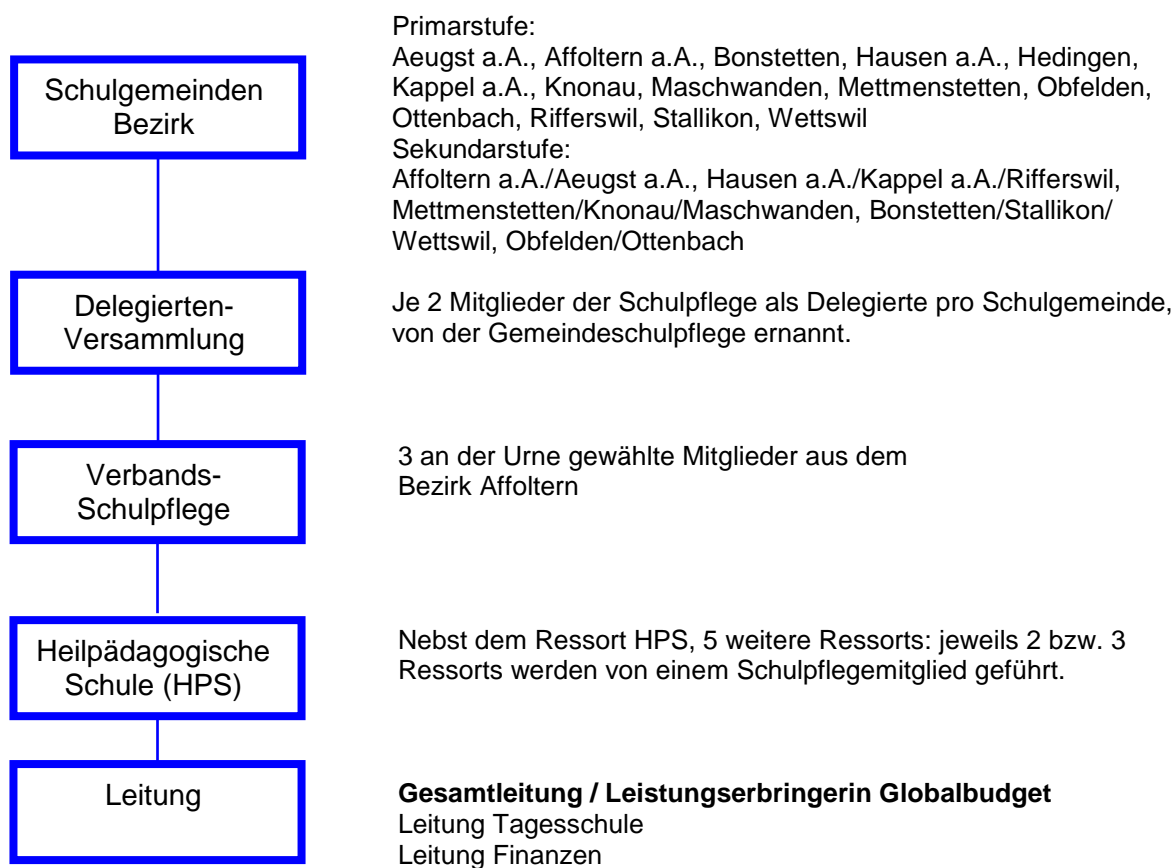 Schulgemeinden
Bezirk
Primarstufe:
Aeugst a.A., Affoltern a.A., Bonstetten, Hausen a.A., Hedingen,
Kappel a.A., Knonau, Maschwanden, Mettmenstetten, Obfelden,
Ottenbach, Rifferswil, Stallikon, Wettswil
Sekundarstufe:
Affoltern a.A./Aeugst a.A., Hausen a.A./Kappel a.A./Rifferswil,
Mettmenstetten/Knonau/Maschwanden, Bonstetten/Stallikon/
Wettswil, Obfelden/Ottenbach
Delegierten-
Versammlung
Je 2 Mitglieder der Schulpflege als Delegierte pro Schulgemeinde,
von der Gemeindeschulpflege ernannt.
Verbands-
Schulpflege
3 an der Urne gewählte Mitglieder aus dem
Bezirk Affoltern
Heilpädagogische
Schule (HPS)
Nebst dem Ressort HPS, 5 weitere Ressorts: jeweils 2 bzw. 3
Ressorts werden von einem Schulpflegemitglied geführt.
Leitung
Gesamtleitung / Leistungserbringerin Globalbudget
Leitung Tagesschule
Leitung Finanzen